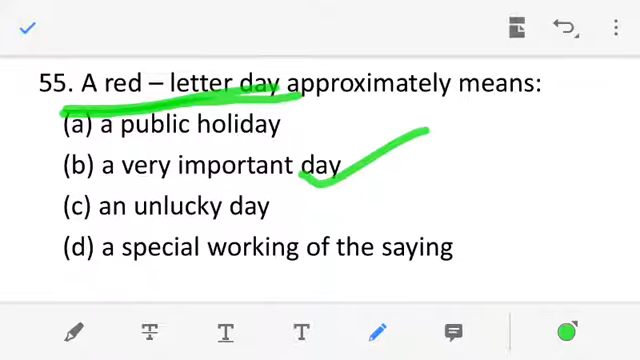 55. A red – letter day approximately means:
(a) a public holiday
(b) a very important day
(c) an unlucky day
(d) a special working of the saying